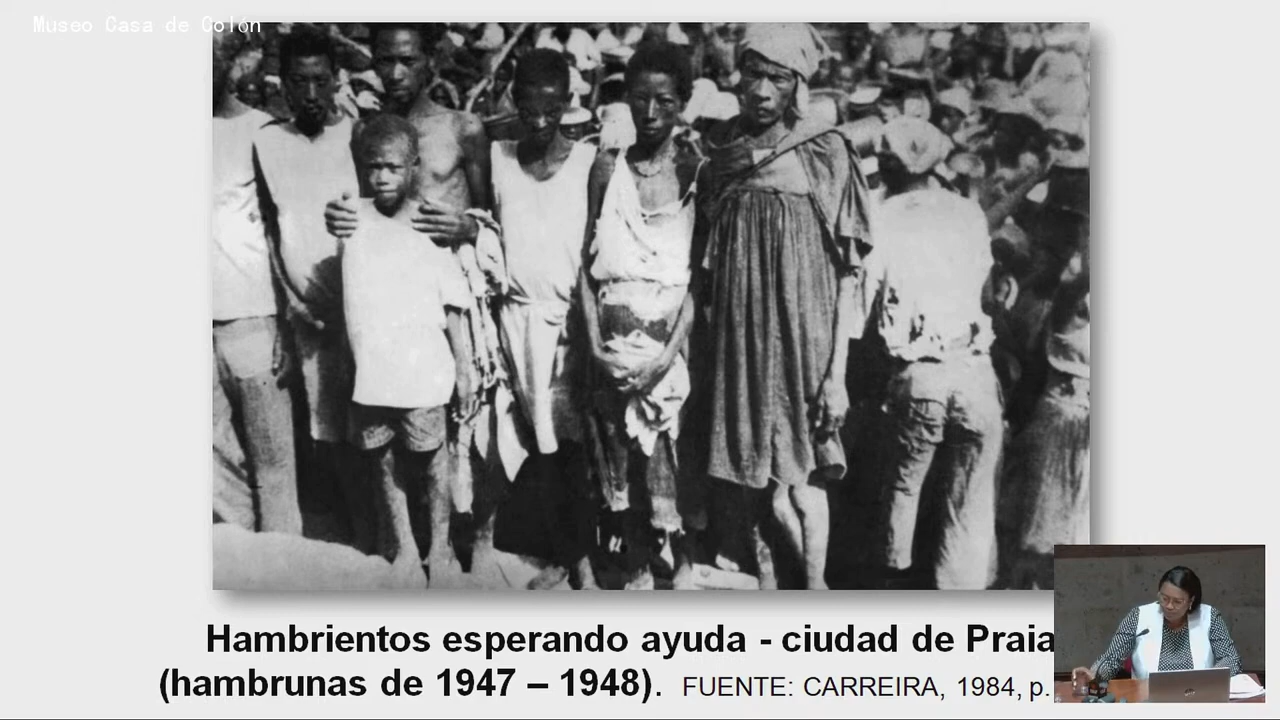 Museo Casa de Colón
Hambrientos esperando ayuda - ciudad de Praia
(hambrunas de 1947 – 1948). FUENTE: CARREIRA, 1984, p.